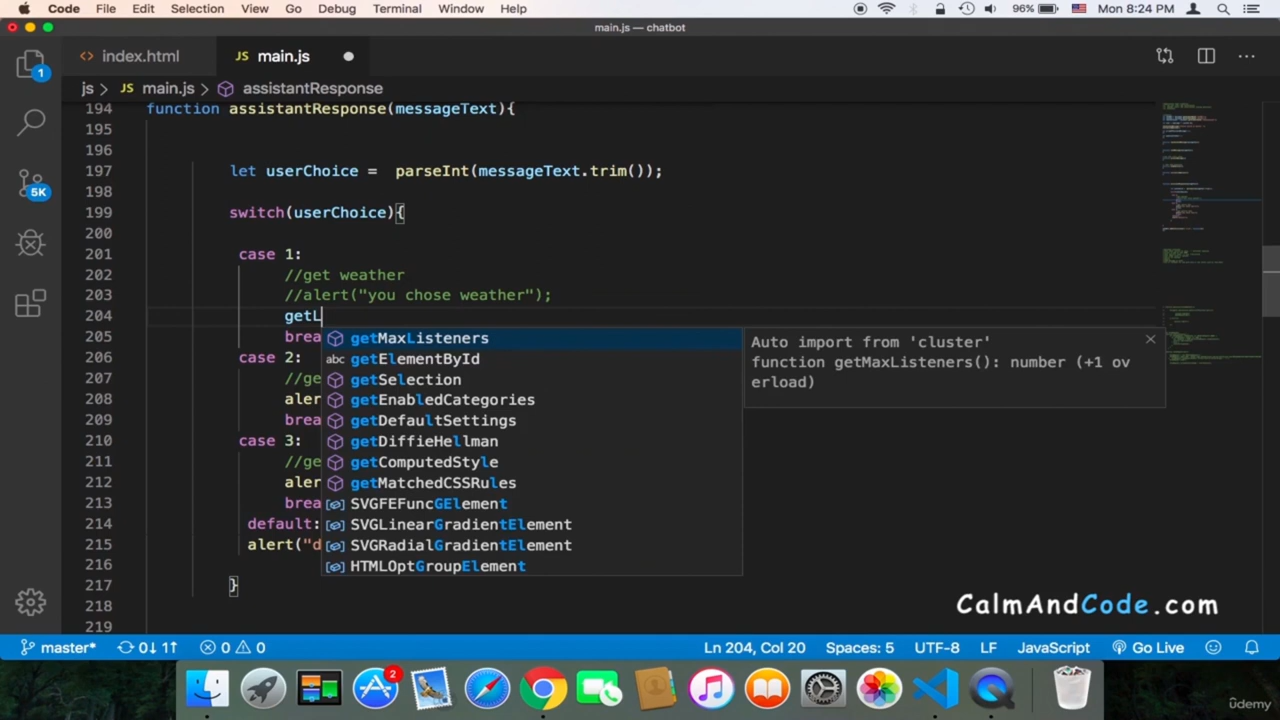 Code File Edit Selection View Go Debug Terminal Window Help 96% Mon 8:24 PM
main.js — chatbot
1
<> index.html JS main.js
js > JS main.js > assistantResponse
194 function assistantResponse(messageText){
195
196
197 let userChoice = parseInt(messageText.trim());
198
5K
199 switch(userChoice){
200
201 case 1:
202 //get weather
203 //alert("you chose weather");
204 getL
205 brea
206 case 2:
207 //ge
208 aler
209 brea
210 case 3:
211 //ge
212 aler
213 brea
214 default:
215 alert("d
216
217 }
218
219
getMaxListeners
abc getElementById
getSelection
getEnabledCategories
getDefaultSettings
getDiffieHellman
getComputedStyle
getMatchedCSSRules
SVGFEFuncGElement
SVGLinearGradientElement
SVGRadialGradientElement
HTMLOptGroupElement
Auto import from 'cluster'
function getMaxListeners(): number (+1 ov
erload)
CalmAndCode.com
master* 0↓ 1↑ 0 0 Ln 204, Col 20 Spaces: 5 UTF-8 LF JavaScript Go Live
2
ûdemy